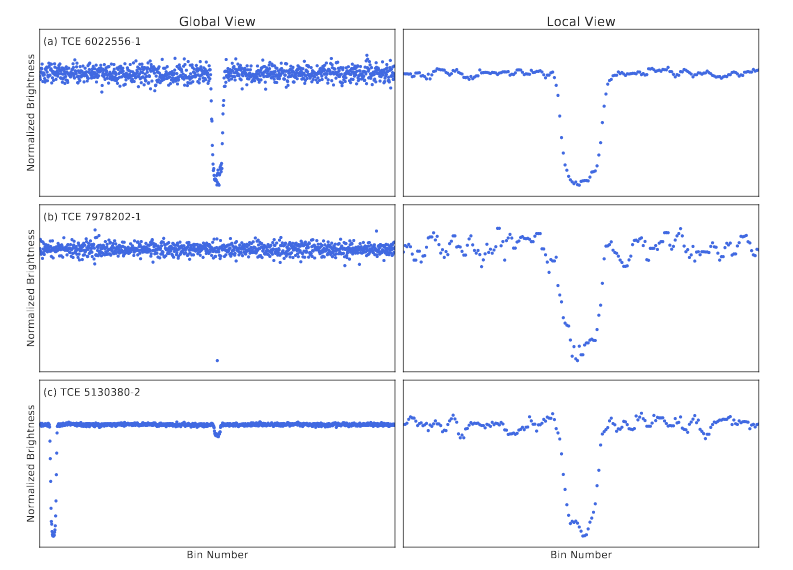 Global View
Local View
(a) TCE 6022556-1
Normalized Brightness
(b) TCE 7978202-1
Normalized Brightness
(c) TCE 5130380-2
Normalized Brightness
Bin Number
Bin Number